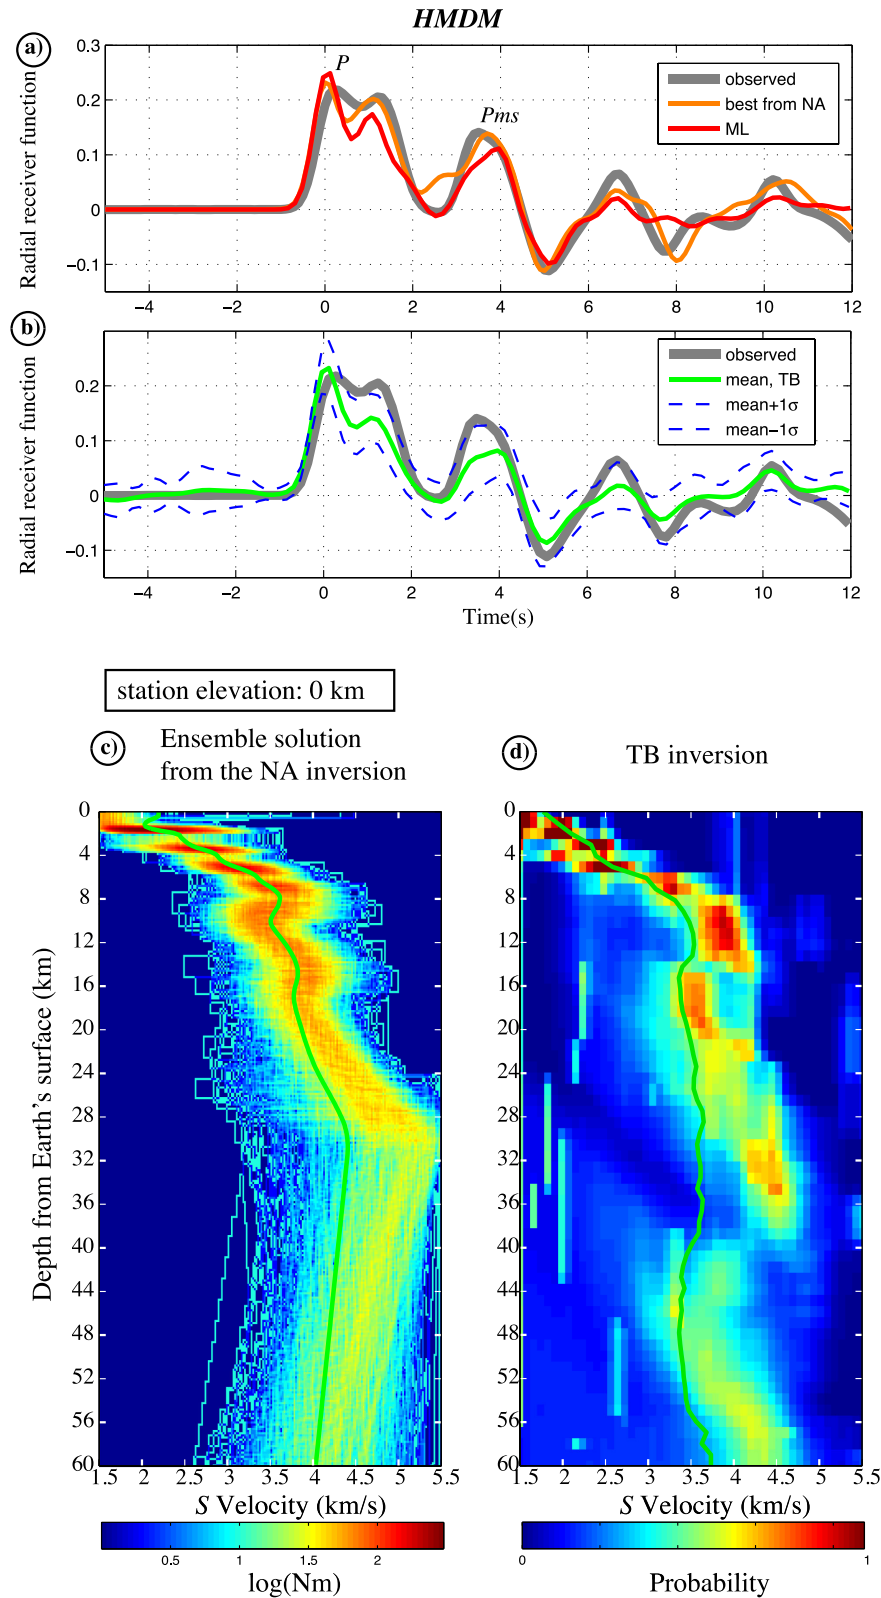 HMDM
a)
0.3
0.2
0.1
0
−0.1
Radial receiver function
P
Pms
observed
best from NA
ML
−4 −2 0 2 4 6 8 10 12
b)
0.2
0.1
0
−0.1
Radial receiver function
observed
mean, TB
mean+1σ
mean−1σ
−4 −2 0 2 4 6 8 10 12
Time(s)
station elevation: 0 km
c)
Ensemble solution
from the NA inversion
d)
TB inversion
0
4
8
12
16
20
24
28
32
36
40
44
48
52
56
60
Depth from Earth's surface (km)
1.5 2 2.5 3 3.5 4 4.5 5 5.5
S Velocity (km/s)
0.5 1 1.5 2
log(Nm)
0
4
8
12
16
20
24
28
32
36
40
44
48
52
56
60
1.5 2 2.5 3 3.5 4 4.5 5 5.5
S Velocity (km/s)
0 1
Probability